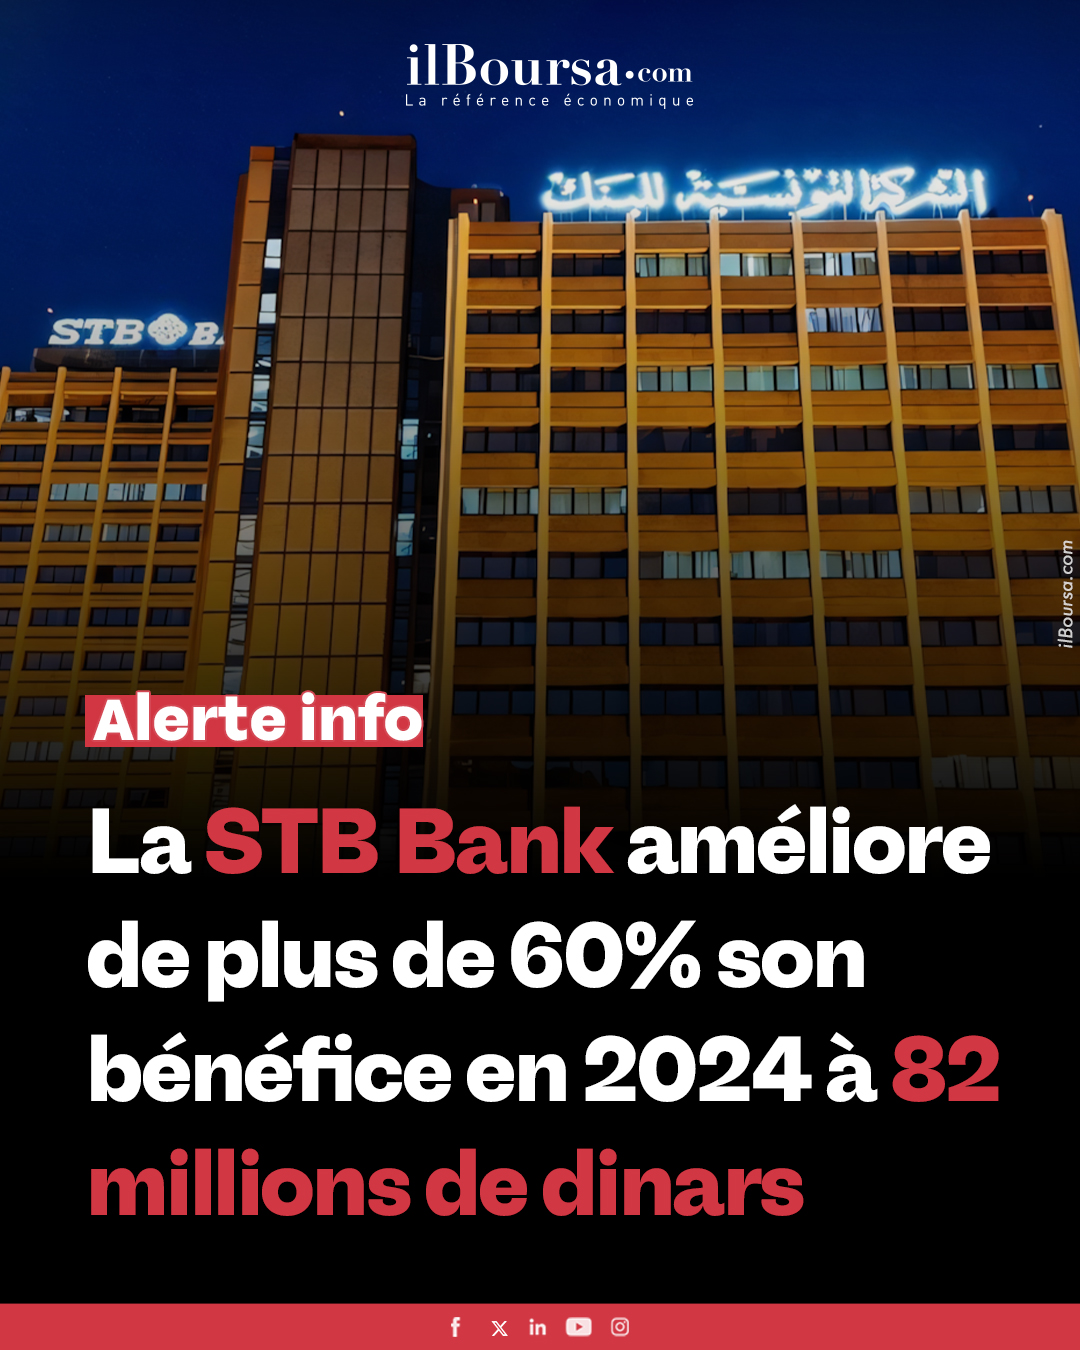 ilBoursa.com
La référence économique
الشركة التونسية للبنك
STB BA
ilBoursa.com
Alerte info
La STB Bank améliore
de plus de 60% son
bénéfice en 2024 à 82
millions de dinars